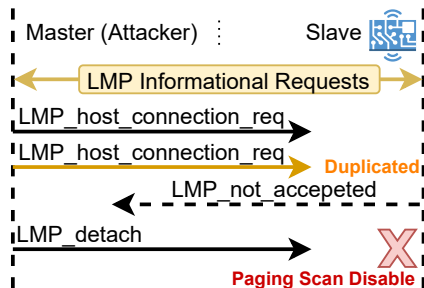 Master (Attacker) Slave
LMP Informational Requests
LMP_host_connection_req
LMP_host_connection_req
Duplicated
LMP_not_accepeted
LMP_detach
X
Paging Scan Disable